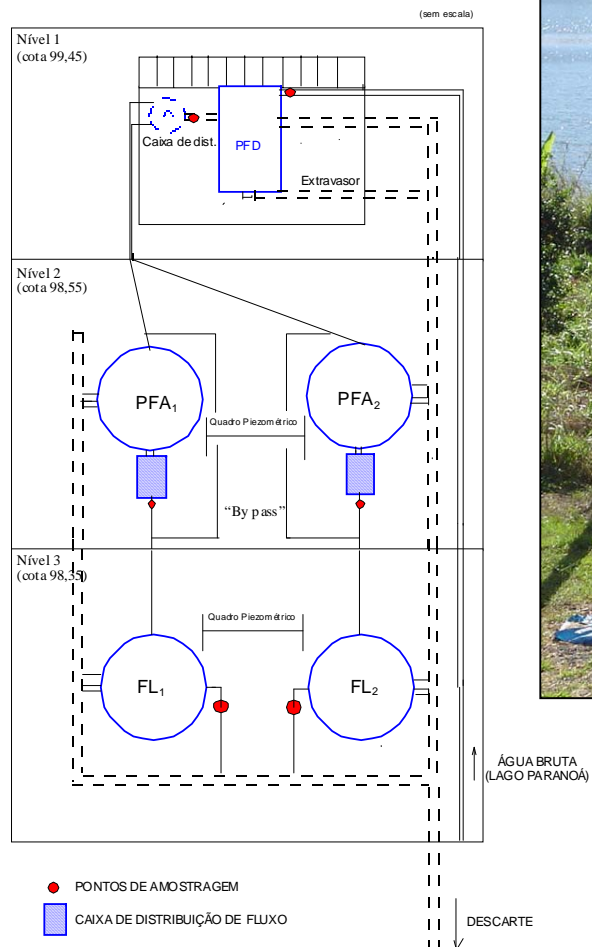 (sem escala)
Nível 1
(cota 99,45)
Caixa de dist.
PFD
Extravasor
Nível 2
(cota 98,55)
PFA1
PFA2
Quadro Piezométrico
“By pass”
Nível 3
(cota 98,35)
Quadro Piezométrico
FL1
FL2
ÁGUA BRUTA
(LAGO PARANOÁ)
PONTOS DE AMOSTRAGEM
CAIXA DE DISTRIBUIÇÃO DE FLUXO
DESCARTE